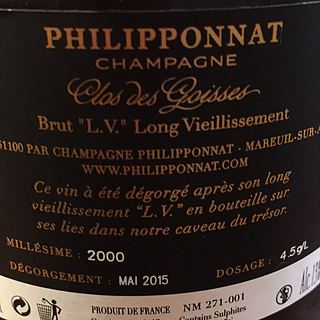 PHILIPPONNAT
CHAMPAGNE
Clos des Goisses
Brut "L.V." Long Vieillissement
51100 PAR CHAMPAGNE PHILIPPONNAT - MAREUIL-SUR-A
WWW.PHILIPPONNAT.COM
Ce vin à été dégorgé après son long
vieillissement "L.V." en bouteille sur
ses lies dans notre caveau du trésor.
MILLÉSIME : 2000
DÉGORGEMENT : MAI 2015
DOSAGE : 4.5g/L
PRODUIT DE FRANCE NM 271-001
Contains Sulphites